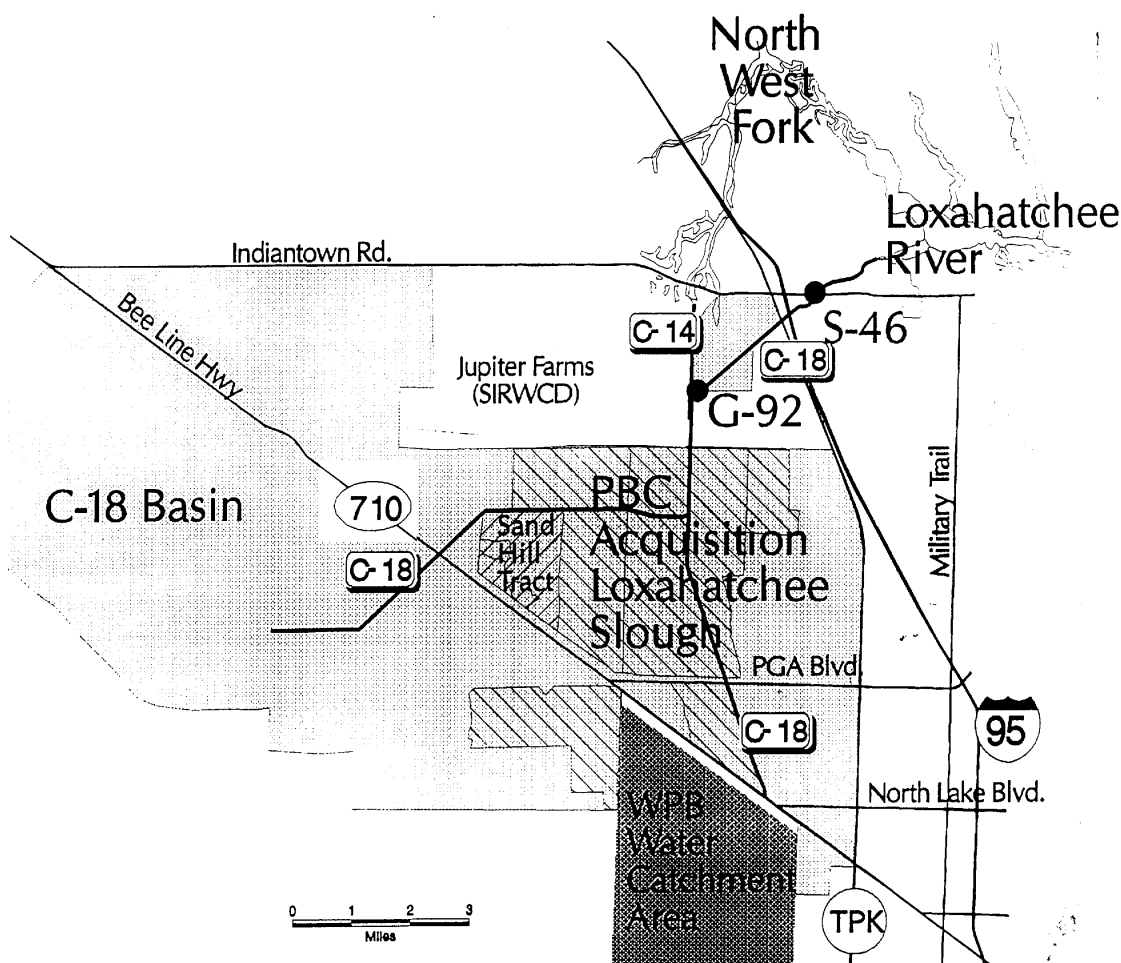 North
West
Fork
Loxahatchee
River
Indiantown Rd.
Bee Line Hwy
C-14
S-46
C-18
Jupiter Farms
(SIRWCD)
G-92
Military Trail
C-18 Basin
710
PBC
Acquisition
Loxahatchee
Slough
Sand
Hill
Tract
C-18
PGA Blvd
C-18
95
North Lake Blvd.
WPB
Water
Catchment
Area
0 1 2 3
Miles
TPK